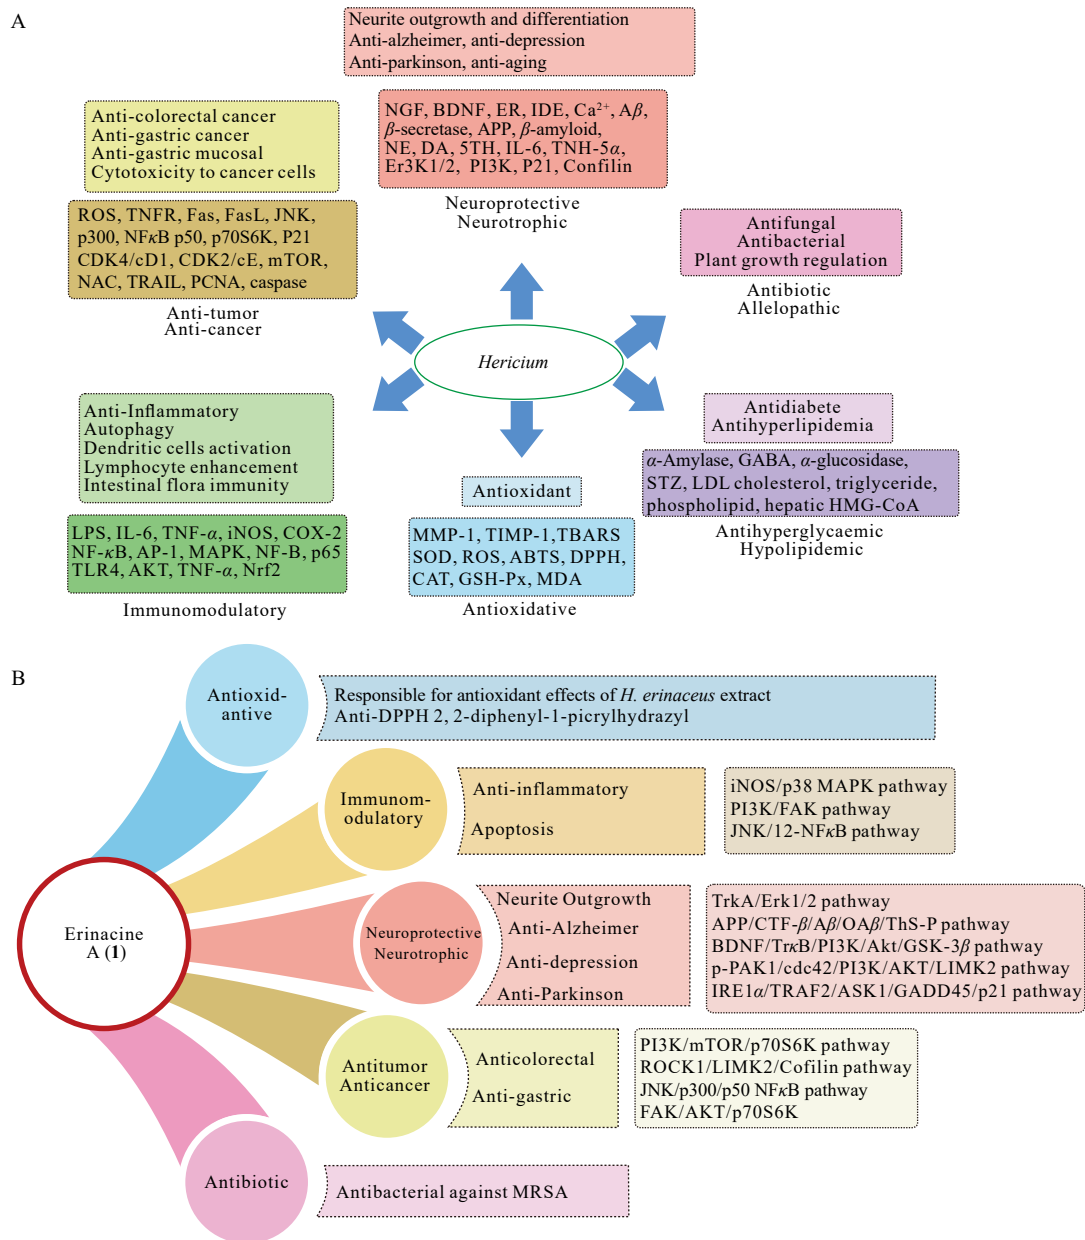 A
Neurite outgrowth and differentiation
Anti-alzheimer, anti-depression
Anti-parkinson, anti-aging
NGF, BDNF, ER, IDE, Ca²⁺, Aβ,
β-secretase, APP, β-amyloid,
NE, DA, 5TH, IL-6, TNH-5α,
Er3K1/2, PI3K, P21, Confilin
Neuroprotective
Neurotrophic
Anti-colorectal cancer
Anti-gastric cancer
Anti-gastric mucosal
Cytotoxicity to cancer cells
ROS, TNFR, Fas, FasL, JNK,
p300, NFκB p50, p70S6K, P21
CDK4/cD1, CDK2/cE, mTOR,
NAC, TRAIL, PCNA, caspase
Anti-tumor
Anti-cancer
Antifungal
Antibacterial
Plant growth regulation
Antibiotic
Allelopathic
Hericium
Anti-Inflammatory
Autophagy
Dendritic cells activation
Lymphocyte enhancement
Intestinal flora immunity
LPS, IL-6, TNF-α, iNOS, COX-2
NF-κB, AP-1, MAPK, NF-B, p65
TLR4, AKT, TNF-α, Nrf2
Immunomodulatory
Antioxidant
MMP-1, TIMP-1,TBARS
SOD, ROS, ABTS, DPPH,
CAT, GSH-Px, MDA
Antioxidative
Antidiabete
Antihyperlipidemia
α-Amylase, GABA, α-glucosidase,
STZ, LDL cholesterol, triglyceride,
phospholipid, hepatic HMG-CoA
Antihyperglycaemic
Hypolipidemic
B
Erinacine
A (1)
Antioxid-
antive
Responsible for antioxidant effects of H. erinaceus extract
Anti-DPPH 2, 2-diphenyl-1-picrylhydrazyl
Immunom-
odulatory
Anti-inflammatory
Apoptosis
iNOS/p38 MAPK pathway
PI3K/FAK pathway
JNK/12-NFκB pathway
Neuroprotective
Neurotrophic
Neurite Outgrowth
Anti-Alzheimer
Anti-depression
Anti-Parkinson
TrkA/Erk1/2 pathway
APP/CTF-β/Aβ/OAβ/ThS-P pathway
BDNF/TrκB/PI3K/Akt/GSK-3β pathway
p-PAK1/cdc42/PI3K/AKT/LIMK2 pathway
IRE1α/TRAF2/ASK1/GADD45/p21 pathway
Antitumor
Anticancer
Anticolorectal
Anti-gastric
PI3K/mTOR/p70S6K pathway
ROCK1/LIMK2/Cofilin pathway
JNK/p300/p50 NFκB pathway
FAK/AKT/p70S6K
Antibiotic
Antibacterial against MRSA